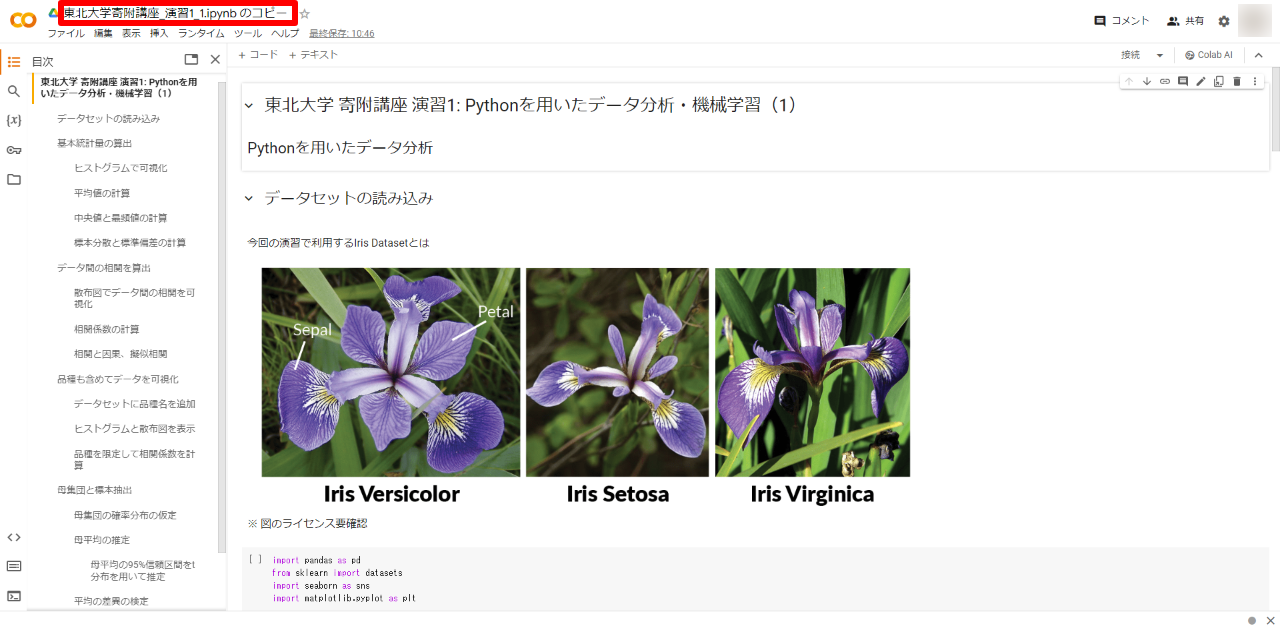 東北大学寄附講座_演習1_1.ipynb のコピー
ファイル 編集 表示 挿入 ランタイム ツール ヘルプ 最終保存: 10:46
コメント 共有
目次
+ コード + テキスト
接続 Colab AI
東北大学 寄附講座 演習1: Pythonを用
いたデータ分析・機械学習（1）
データセットの読み込み
基本統計量の算出
ヒストグラムで可視化
平均値の計算
中央値と最頻値の計算
標本分散と標準偏差の計算
データ間の相関を算出
散布図でデータ間の相関を可
視化
相関係数の計算
相関と因果、擬似相関
品種も含めてデータを可視化
データセットに品種名を追加
ヒストグラムと散布図を表示
品種を限定して相関係数を計
算
母集団と標本抽出
母集団の確率分布の仮定
母平均の推定
母平均の95%信頼区間をt
分布を用いて推定
平均の差異の検定
東北大学 寄附講座 演習1: Pythonを用いたデータ分析・機械学習（1）
Pythonを用いたデータ分析
データセットの読み込み
今回の演習で利用するIris Datasetとは
Sepal
Petal
Iris Versicolor
Iris Setosa
Iris Virginica
※ 図のライセンス要確認
[ ] import pandas as pd
from sklearn import datasets
import seaborn as sns
import matplotlib.pyplot as plt